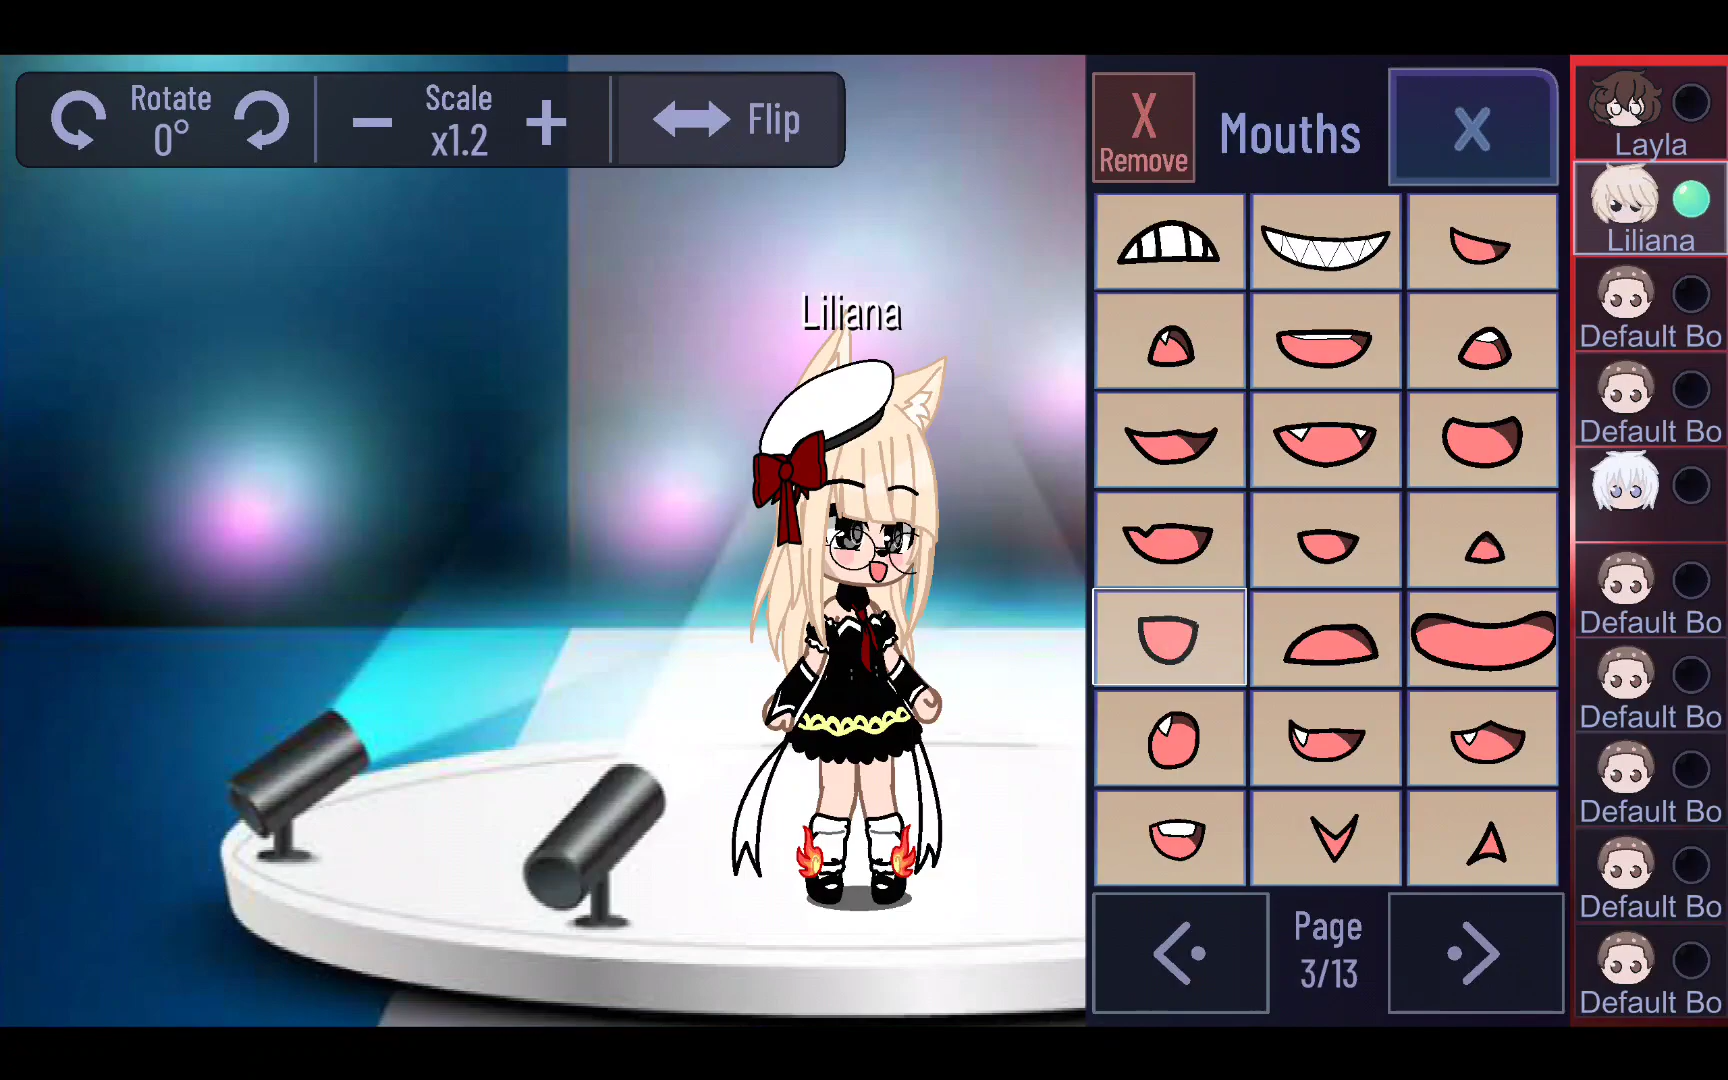 Rotate
0°
Scale
x1.2
Flip
X
Remove
Mouths
X
Layla
Liliana
Default Bo
Default Bo
Default Bo
Default Bo
Default Bo
Default Bo
Default Bo
Liliana
Page
3/13